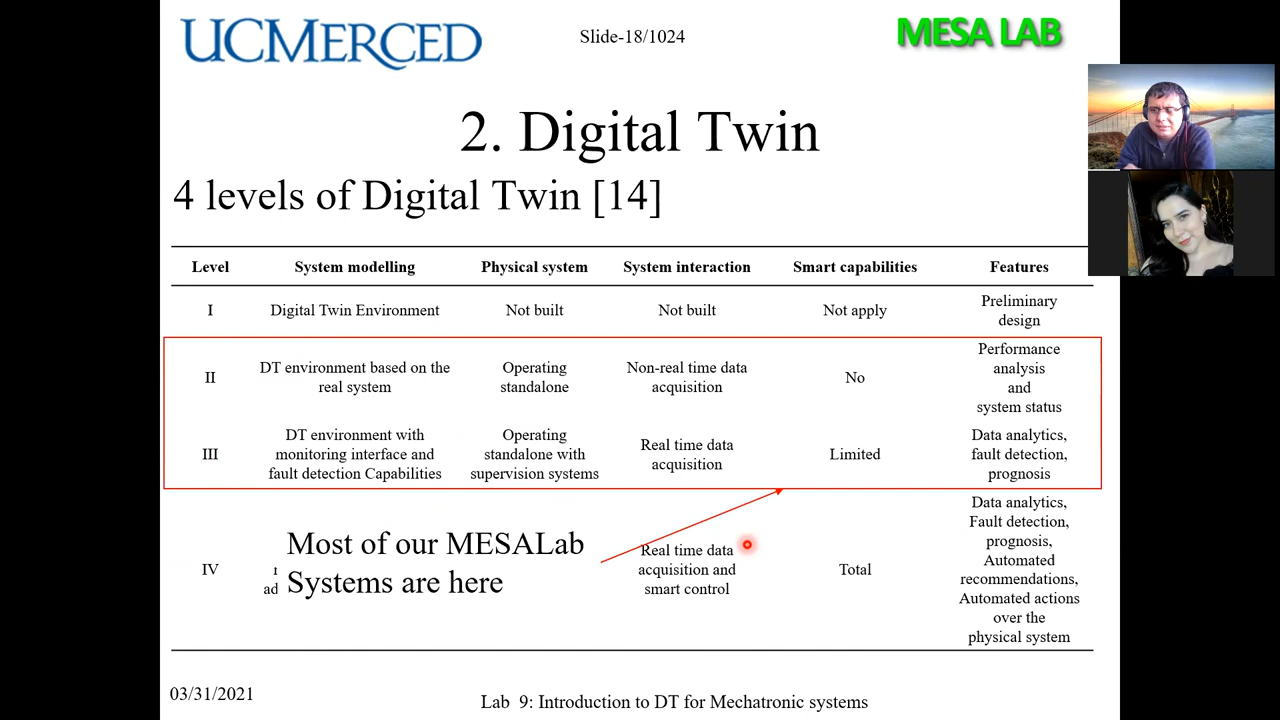 UCMERCED
Slide-18/1024
MESA LAB
2. Digital Twin
4 levels of Digital Twin [14]
Level System modelling Physical system System interaction Smart capabilities Features
I Digital Twin Environment Not built Not built Not apply Preliminary
design
II DT environment based on the
real system Operating
standalone Non-real time data
acquisition No Performance
analysis
and
system status
III DT environment with
monitoring interface and
fault detection Capabilities Operating
standalone with
supervision systems Real time data
acquisition Limited Data analytics,
fault detection,
prognosis
IV Real time data
acquisition and
smart control Total Data analytics,
Fault detection,
prognosis,
Automated
recommendations,
Automated actions
over the
physical system
Most of our MESALab
Systems are here
03/31/2021
Lab 9: Introduction to DT for Mechatronic systems